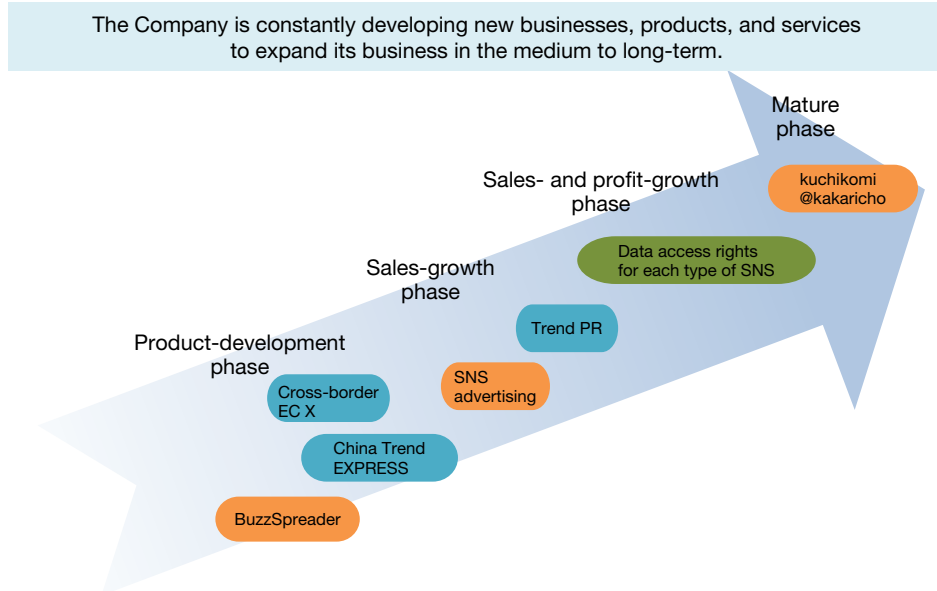 The Company is constantly developing new businesses, products, and services
to expand its business in the medium to long-term.
Mature
phase
kuchikomi
@kakaricho
Sales- and profit-growth
phase
Data access rights
for each type of SNS
Sales-growth
phase
Trend PR
SNS
advertising
Product-development
phase
Cross-border
EC X
China Trend
EXPRESS
BuzzSpreader